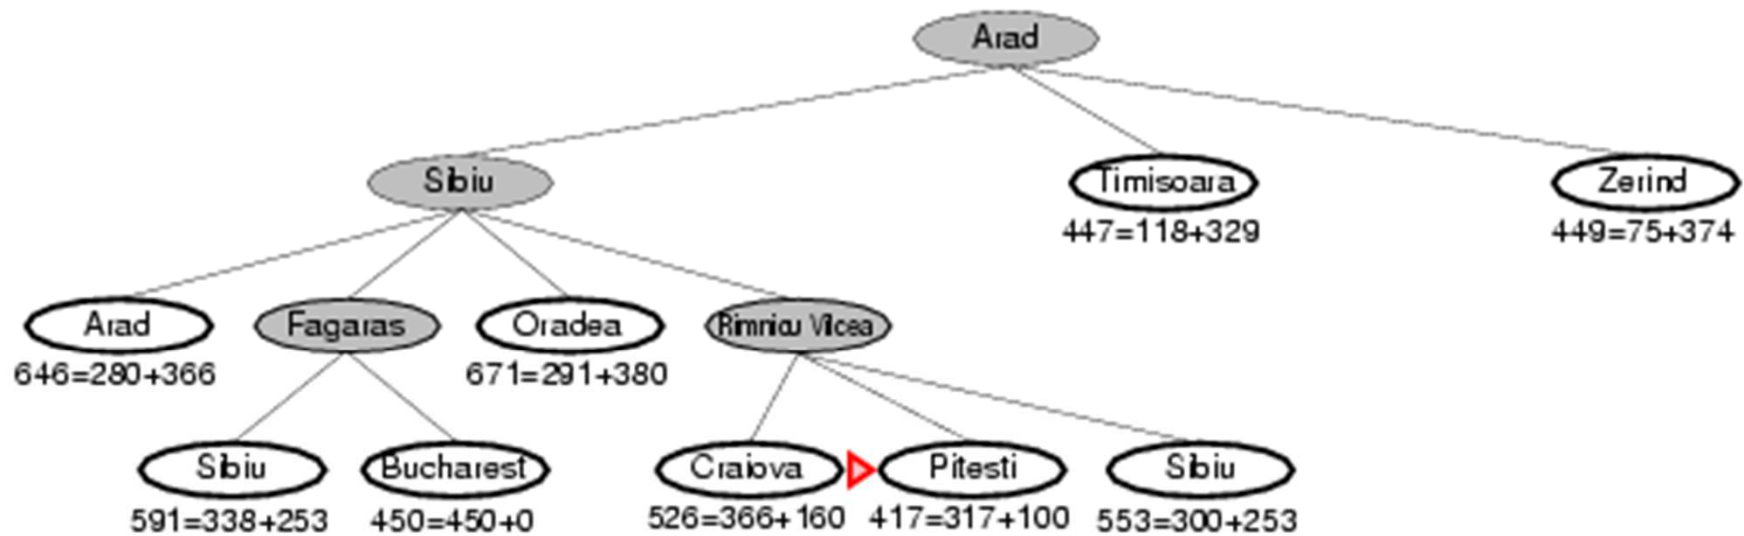 Arad
Sibiu
Timisoara
Zerind
447=118+329
449=75+374
Arad
Fagaras
Oradea
Rimnicu Vilcea
646=280+366
671=291+380
Sibiu
Bucharest
Craiova
Pitesti
Sibiu
591=338+253
450=450+0
526=366+160
417=317+100
553=300+253